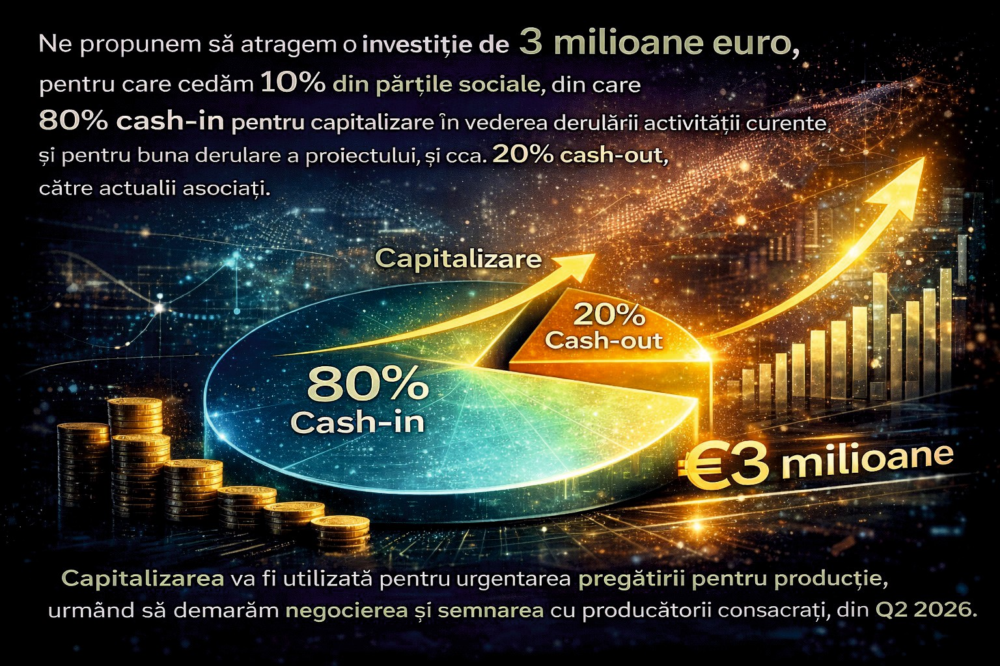 Ne propunem să atragem o investiție de 3 milioane euro,
pentru care cedăm 10% din părțile sociale, din care
80% cash-in pentru capitalizare în vederea derulării activității curente,
și pentru buna derulare a proiectului, și cca. 20% cash-out,
către actualii asociați.
Capitalizare
20%
Cash-out
80%
Cash-in
€3 milioane
Capitalizarea va fi utilizată pentru urgentarea pregătirii pentru producție,
urmãnd să demarăm negocierea și semnarea cu producătorii consacrați, din Q2 2026.